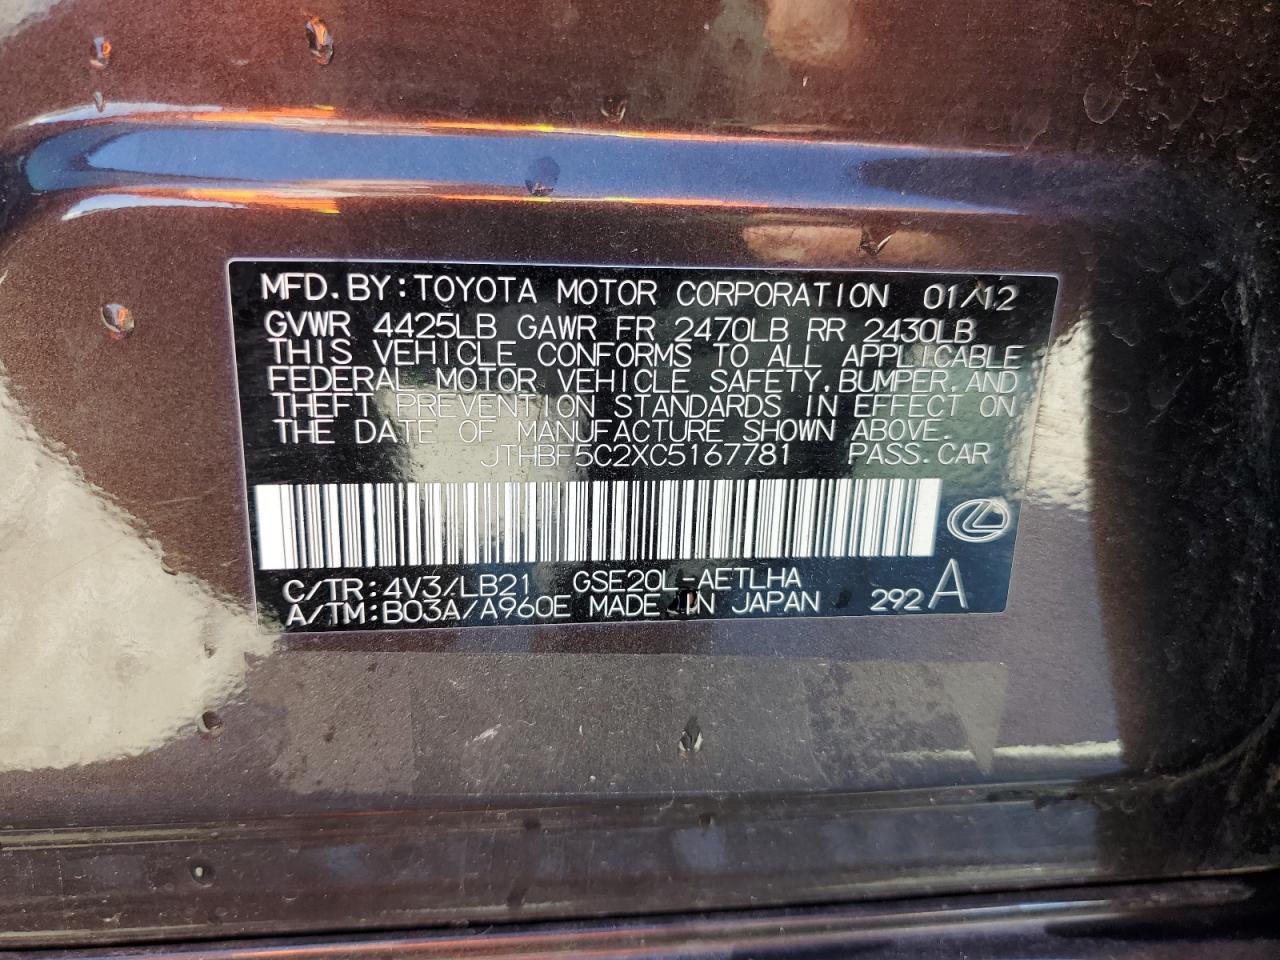 MFD.BY:TOYOTA MOTOR CORPORATION 01/12
GVWR 4425LB GAWR FR 2470LB RR 2430LB
THIS VEHICLE CONFORMS TO ALL APPLICABLE
FEDERAL MOTOR VEHICLE SAFETY,BUMPER,AND
THEFT PREVENTION STANDARDS IN EFFECT ON
THE DATE OF MANUFACTURE SHOWN ABOVE.
JTHBF5C2XC5167781 PASS.CAR
C/TR:4V3/LB21 GSE20L-AETLHA
A/TM:B03A/A960E MADE IN JAPAN 292A